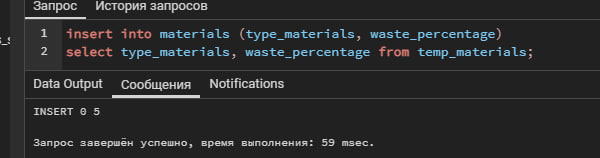 Запрос История запросов
1 insert into materials (type_materials, waste_percentage)
2 select type_materials, waste_percentage from temp_materials;
Data Output Сообщения Notifications
INSERT 0 5
Запрос завершён успешно, время выполнения: 59 msec.